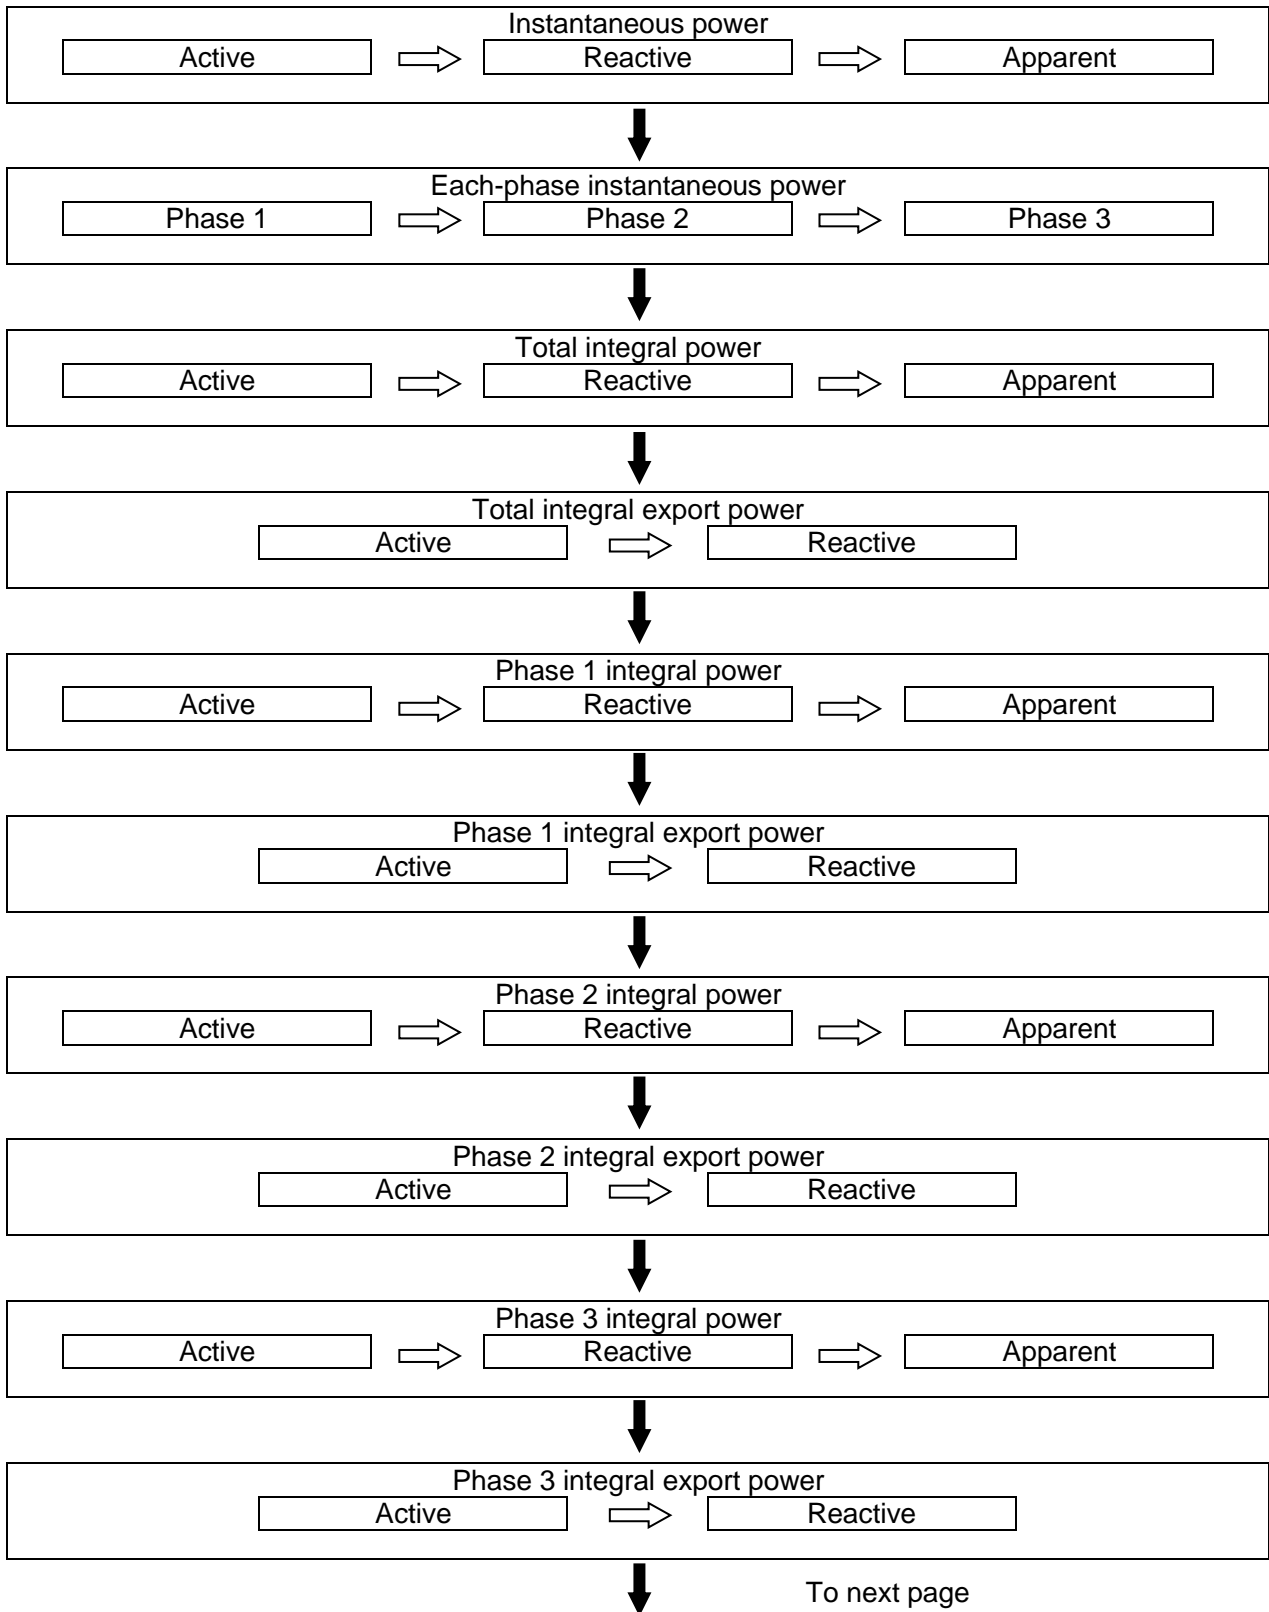 Instantaneous power
Active Reactive Apparent
Each-phase instantaneous power
Phase 1 Phase 2 Phase 3
Total integral power
Active Reactive Apparent
Total integral export power
Active Reactive
Phase 1 integral power
Active Reactive Apparent
Phase 1 integral export power
Active Reactive
Phase 2 integral power
Active Reactive Apparent
Phase 2 integral export power
Active Reactive
Phase 3 integral power
Active Reactive Apparent
Phase 3 integral export power
Active Reactive
To next page